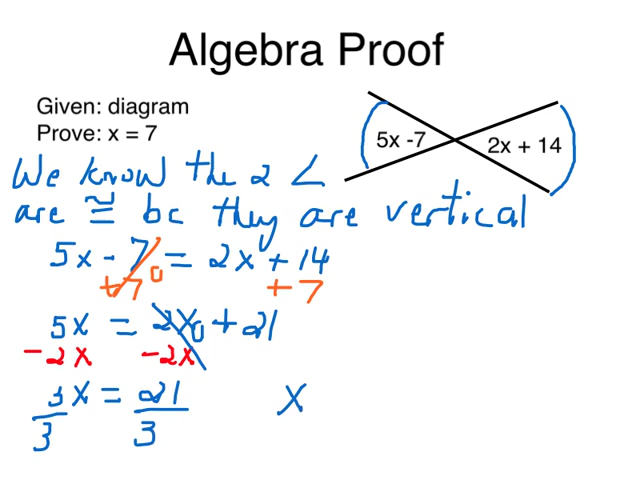 Algebra Proof
Given: diagram
Prove: x = 7
5x -7
2x + 14
We know the 2 ∠
are ≅ bc they are vertical
5x - 7 0 = 2x + 14
+7 +7
5x = 2x 0 + 21
-2x -2x
3x = 21 x
3 3